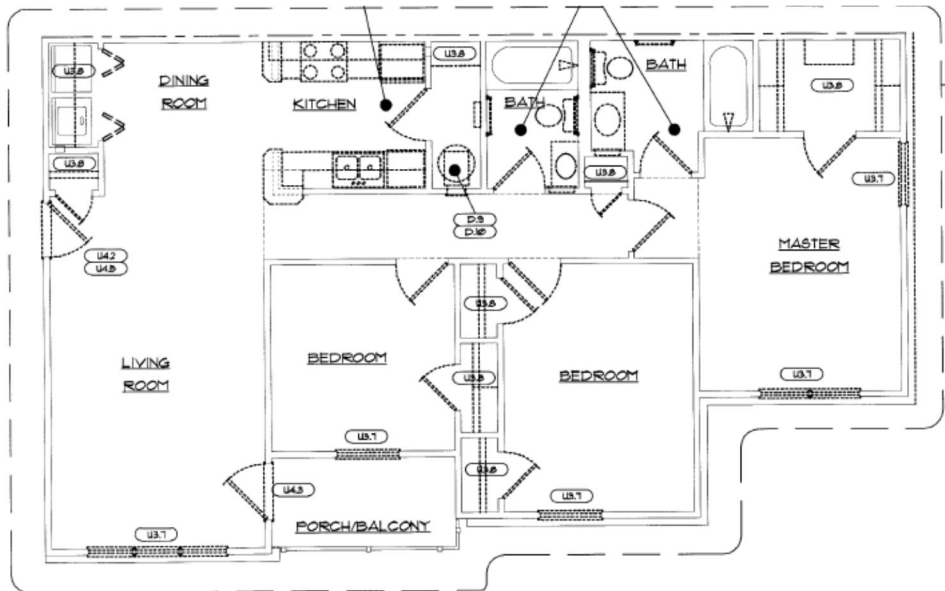 U3.8
DINING
ROOM
KITCHEN
U3.8
BATH
BATH
U3.8
U3.8
U3.8
U3.7
D.9
D.10
U4.2
U4.3
MASTER
BEDROOM
U3.8
LIVING
ROOM
BEDROOM
U3.8
BEDROOM
U3.7
U3.7
U3.8
U4.3
U3.7
PORCH/BALCONY
U3.7